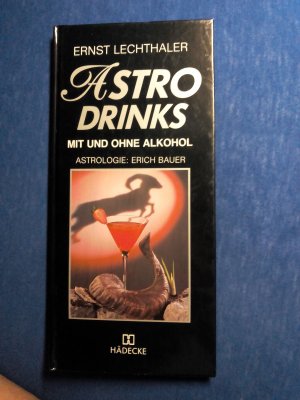 ERNST LECHTHALER
ASTRO
DRINKS
MIT UND OHNE ALKOHOL
ASTROLOGIE: ERICH BAUER
HÄDECKE